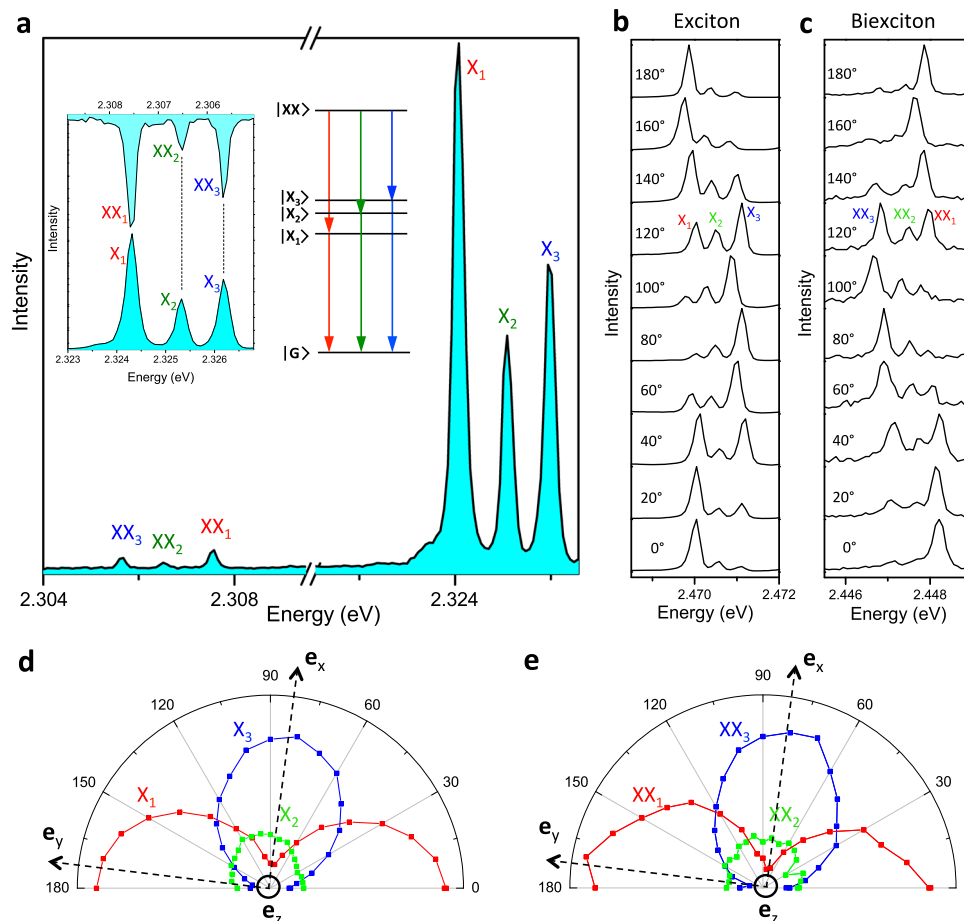 a
b Exciton
c Biexciton
Intensity
2.304
2.308
2.324
Energy (eV)
XX3
XX2
XX1
X1
X2
X3
2.308 2.307 2.306
Intensity
XX1
XX2
XX3
X1
X2
X3
2.323 2.324 2.325 2.326
Energy (eV)
|XX>
|X3>
|X2>
|X1>
|G>
Intensity
180°
160°
140°
120°
100°
80°
60°
40°
20°
0°
X1 X2 X3
2.470 2.472
Energy (eV)
Intensity
180°
160°
140°
120°
100°
80°
60°
40°
20°
0°
XX3 XX2 XX1
2.446 2.448
Energy (eV)
d
90
120
60
150
30
180
0
ex
ey
ez
X3
X1
X2
e
90
120
60
150
30
180
0
ex
ey
ez
XX3
XX1
XX2